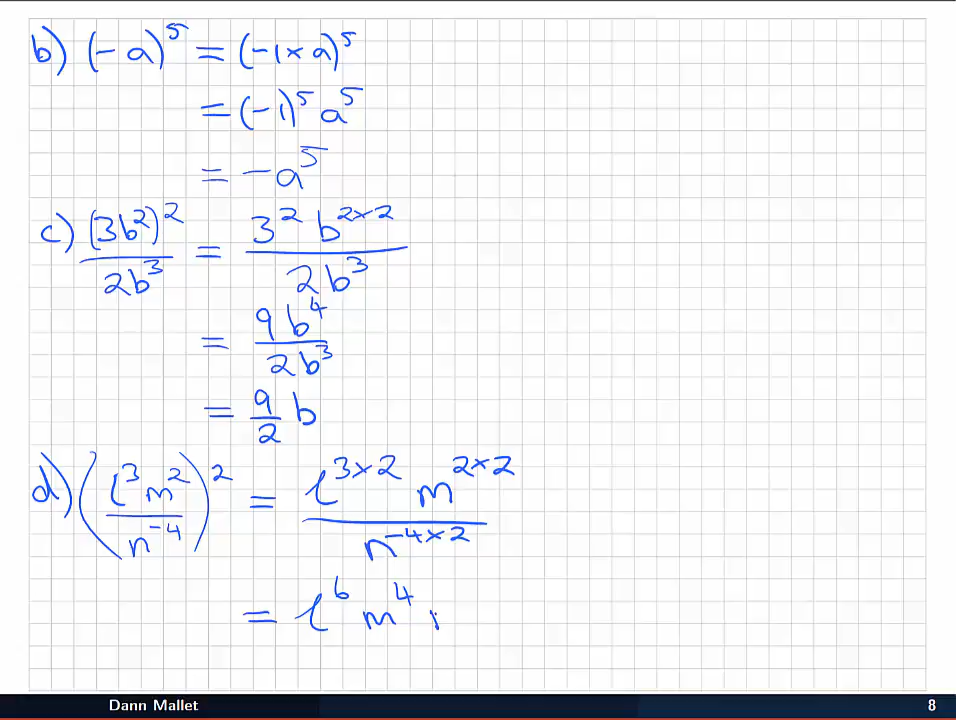 b) (-a)^5 = (-1×a)^5
= (-1)^5 a^5
= -a^5
c) (3b^2)^2 / 2b^3 = 3^2 b^{2×2} / 2b^3
= 9b^4 / 2b^3
= 9/2 b
d) (l^3 m^2 / n^{-4})^2 = l^{3×2} m^{2×2} / n^{-4×2}
= l^6 m^4
Dann Mallet 8